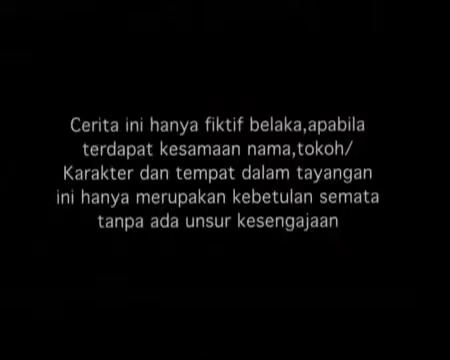 Cerita ini hanya fiktif belaka,apabila
terdapat kesamaan nama,tokoh/
Karakter dan tempat dalam tayangan
ini hanya merupakan kebetulan semata
tanpa ada unsur kesengajaan